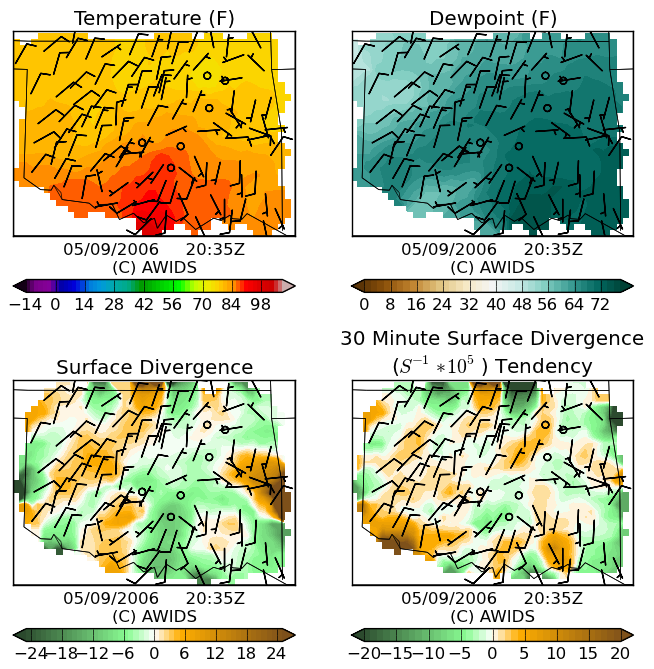 Temperature (F)
Dewpoint (F)
05/09/2006 20:35Z
(C) AWIDS
05/09/2006 20:35Z
(C) AWIDS
−14 0 14 28 42 56 70 84 98
0 8 16 24 32 40 48 56 64 72
30 Minute Surface Divergence
(S⁻¹ *10⁵ ) Tendency
Surface Divergence
05/09/2006 20:35Z
(C) AWIDS
05/09/2006 20:35Z
(C) AWIDS
−24 −18 −12 −6 0 6 12 18 24
−20 −15 −10 −5 0 5 10 15 20